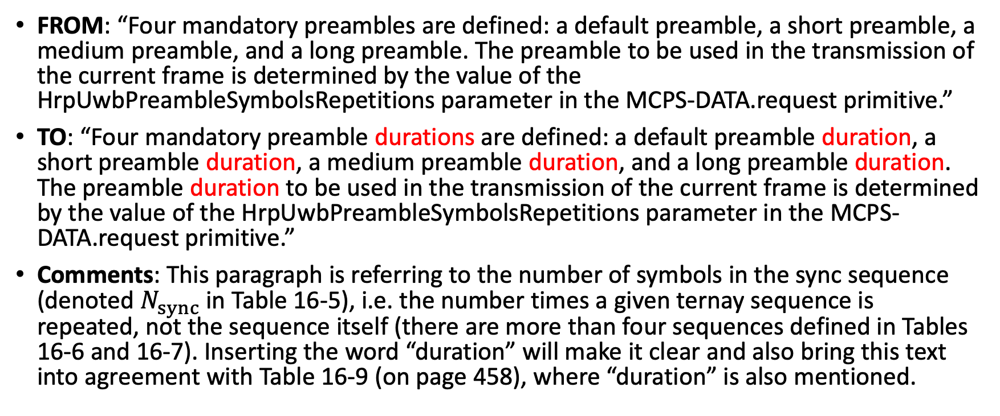 • FROM: “Four mandatory preambles are defined: a default preamble, a short preamble, a
medium preamble, and a long preamble. The preamble to be used in the transmission of
the current frame is determined by the value of the
HrpUwbPreambleSymbolsRepetitions parameter in the MCPS-DATA.request primitive.”
• TO: “Four mandatory preamble durations are defined: a default preamble duration, a
short preamble duration, a medium preamble duration, and a long preamble duration.
The preamble duration to be used in the transmission of the current frame is determined
by the value of the HrpUwbPreambleSymbolsRepetitions parameter in the MCPS-
DATA.request primitive.”
• Comments: This paragraph is referring to the number of symbols in the sync sequence
(denoted N_sync in Table 16-5), i.e. the number times a given ternay sequence is
repeated, not the sequence itself (there are more than four sequences defined in Tables
16-6 and 16-7). Inserting the word “duration” will make it clear and also bring this text
into agreement with Table 16-9 (on page 458), where “duration” is also mentioned.